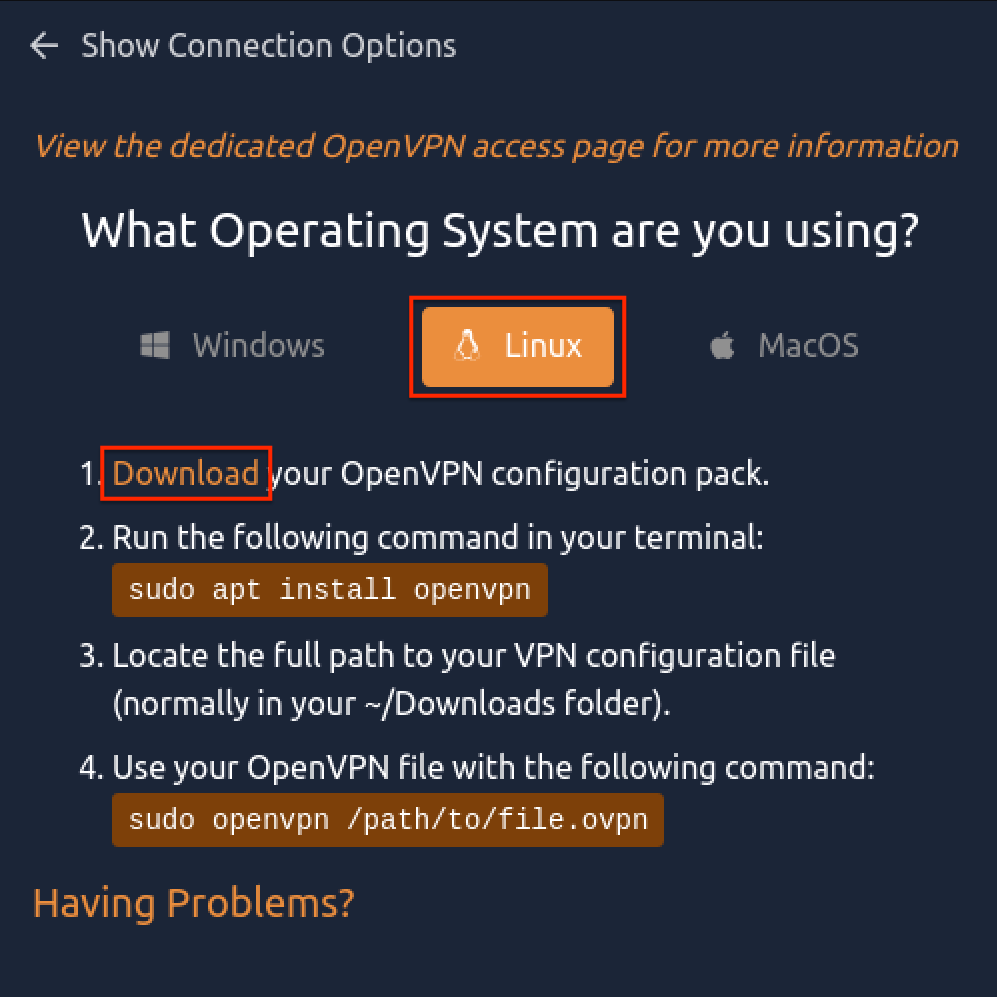 Show Connection Options
View the dedicated OpenVPN access page for more information
What Operating System are you using?
Windows
Linux
MacOS
1. Download your OpenVPN configuration pack.
2. Run the following command in your terminal:
sudo apt install openvpn
3. Locate the full path to your VPN configuration file
(normally in your ~/Downloads folder).
4. Use your OpenVPN file with the following command:
sudo openvpn /path/to/file.ovpn
Having Problems?